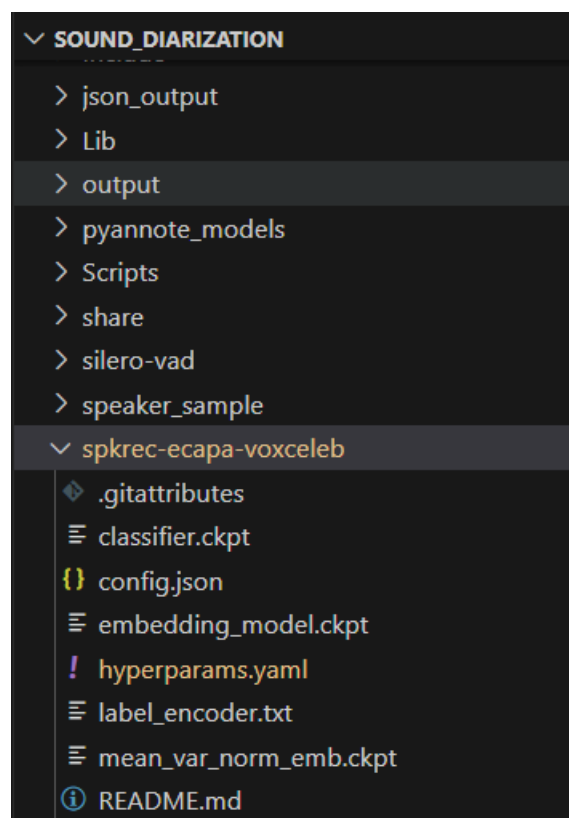 SOUND_DIARIZATION
json_output
Lib
output
pyannote_models
Scripts
share
silero-vad
speaker_sample
spkrec-ecapa-voxceleb
.gitattributes
classifier.ckpt
{} config.json
embedding_model.ckpt
! hyperparams.yaml
label_encoder.txt
mean_var_norm_emb.ckpt
README.md